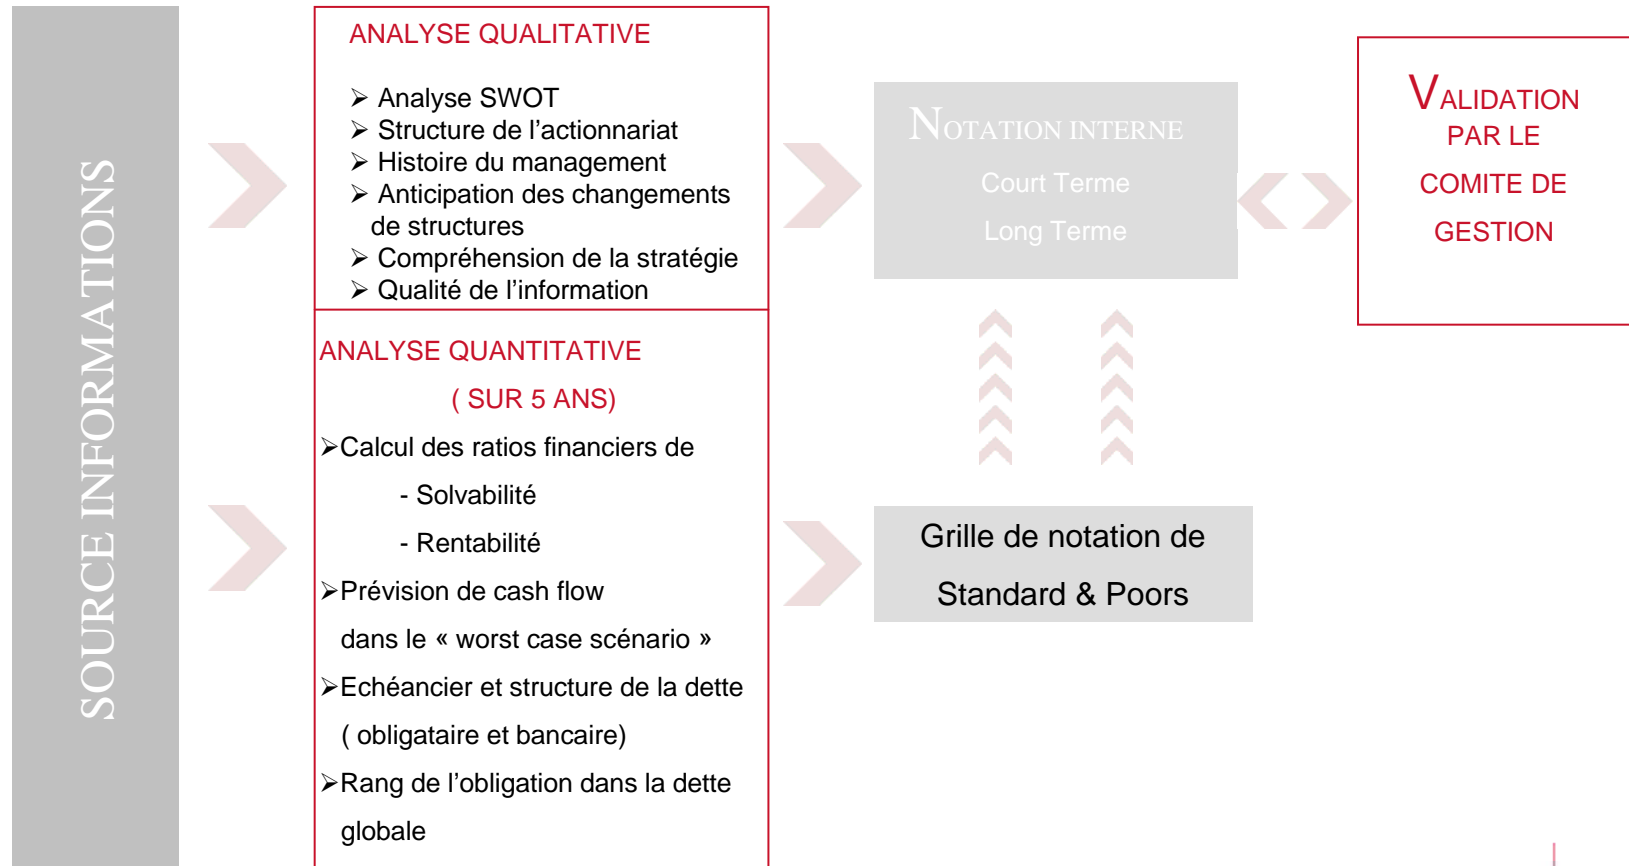 SOURCE INFORMATIONS
ANALYSE QUALITATIVE
➢ Analyse SWOT
➢ Structure de l’actionnariat
➢ Histoire du management
➢ Anticipation des changements
de structures
➢ Compréhension de la stratégie
➢ Qualité de l’information
ANALYSE QUANTITATIVE
( SUR 5 ANS)
➢Calcul des ratios financiers de
- Solvabilité
- Rentabilité
➢Prévision de cash flow
dans le « worst case scénario »
➢Echéancier et structure de la dette
( obligataire et bancaire)
➢Rang de l’obligation dans la dette
globale
NOTATION INTERNE
Court Terme
Long Terme
Grille de notation de
Standard & Poors
VALIDATION
PAR LE
COMITE DE
GESTION